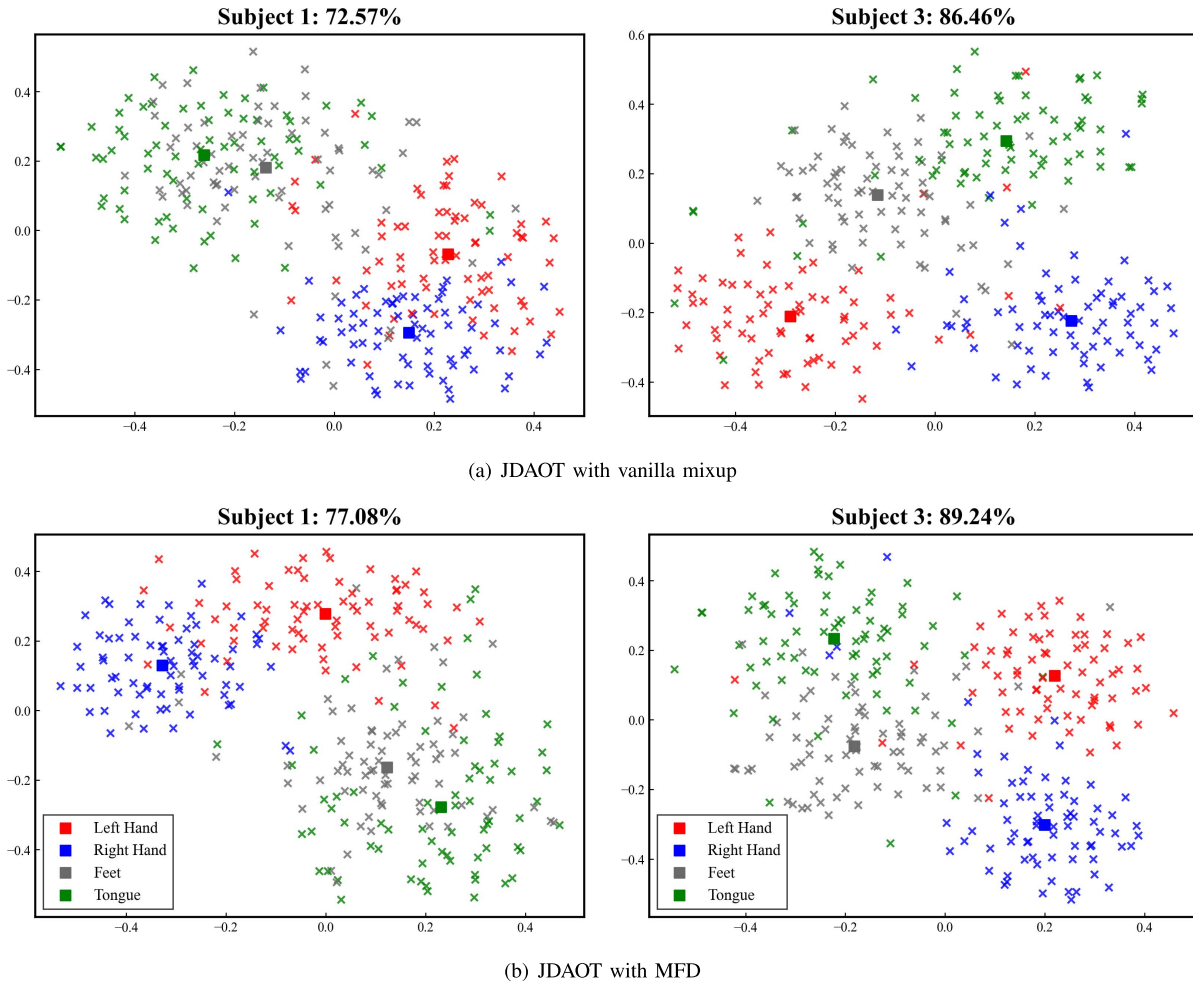 Subject 1: 72.57%
Subject 3: 86.46%
0.4
0.2
0.0
−0.2
−0.4
−0.4
−0.2
0.0
0.2
0.4
0.6
0.4
0.2
0.0
−0.2
−0.4
−0.4
−0.2
0.0
0.2
0.4
(a) JDAOT with vanilla mixup
Subject 1: 77.08%
Subject 3: 89.24%
0.4
0.2
0.0
−0.2
−0.4
Left Hand
Right Hand
Feet
Tongue
−0.4
−0.2
0.0
0.2
0.4
0.4
0.2
0.0
−0.2
−0.4
Left Hand
Right Hand
Feet
Tongue
−0.4
−0.2
0.0
0.2
0.4
(b) JDAOT with MFD